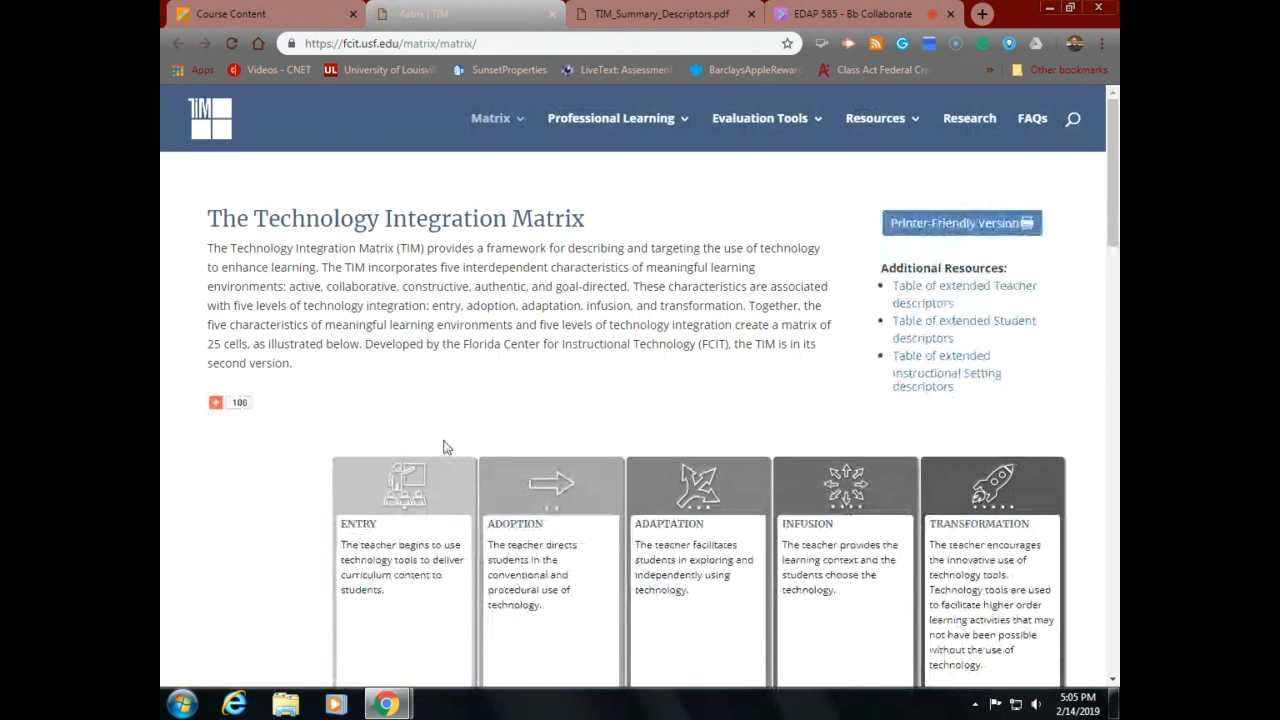 Course Content
Matrix | TIM
TIM_Summary_Descriptors.pdf
EDAP 585 - Bb Collaborate
https://fcit.usf.edu/matrix/matrix/
Apps
Videos - CNET
UL
University of Louisvill
SunsetProperties
LiveText: Assessment
BarclaysAppleReward
Class Act Federal Cre
Other bookmarks
TiM
Matrix
Professional Learning
Evaluation Tools
Resources
Research
FAQs
The Technology Integration Matrix
The Technology Integration Matrix (TIM) provides a framework for describing and targeting the use of technology
to enhance learning. The TIM incorporates five interdependent characteristics of meaningful learning
environments: active, collaborative, constructive, authentic, and goal-directed. These characteristics are associated
with five levels of technology integration: entry, adoption, adaptation, infusion, and transformation. Together, the
five characteristics of meaningful learning environments and five levels of technology integration create a matrix of
25 cells, as illustrated below. Developed by the Florida Center for Instructional Technology (FCIT), the TIM is in its
second version.
106
Printer-Friendly Version
Additional Resources:
Table of extended Teacher
descriptors
Table of extended Student
descriptors
Table of extended
instructional Setting
descriptors
ENTRY
The teacher begins to use
technology tools to deliver
curriculum content to
students.
ADOPTION
The teacher directs
students in the
conventional and
procedural use of
technology.
ADAPTATION
The teacher facilitates
students in exploring and
independently using
technology.
INFUSION
The teacher provides the
learning context and the
students choose the
technology.
TRANSFORMATION
The teacher encourages
the innovative use of
technology tools.
Technology tools are used
to facilitate higher order
learning activities that may
not have been possible
without the use of
technology.
5:05 PM
2/14/2019